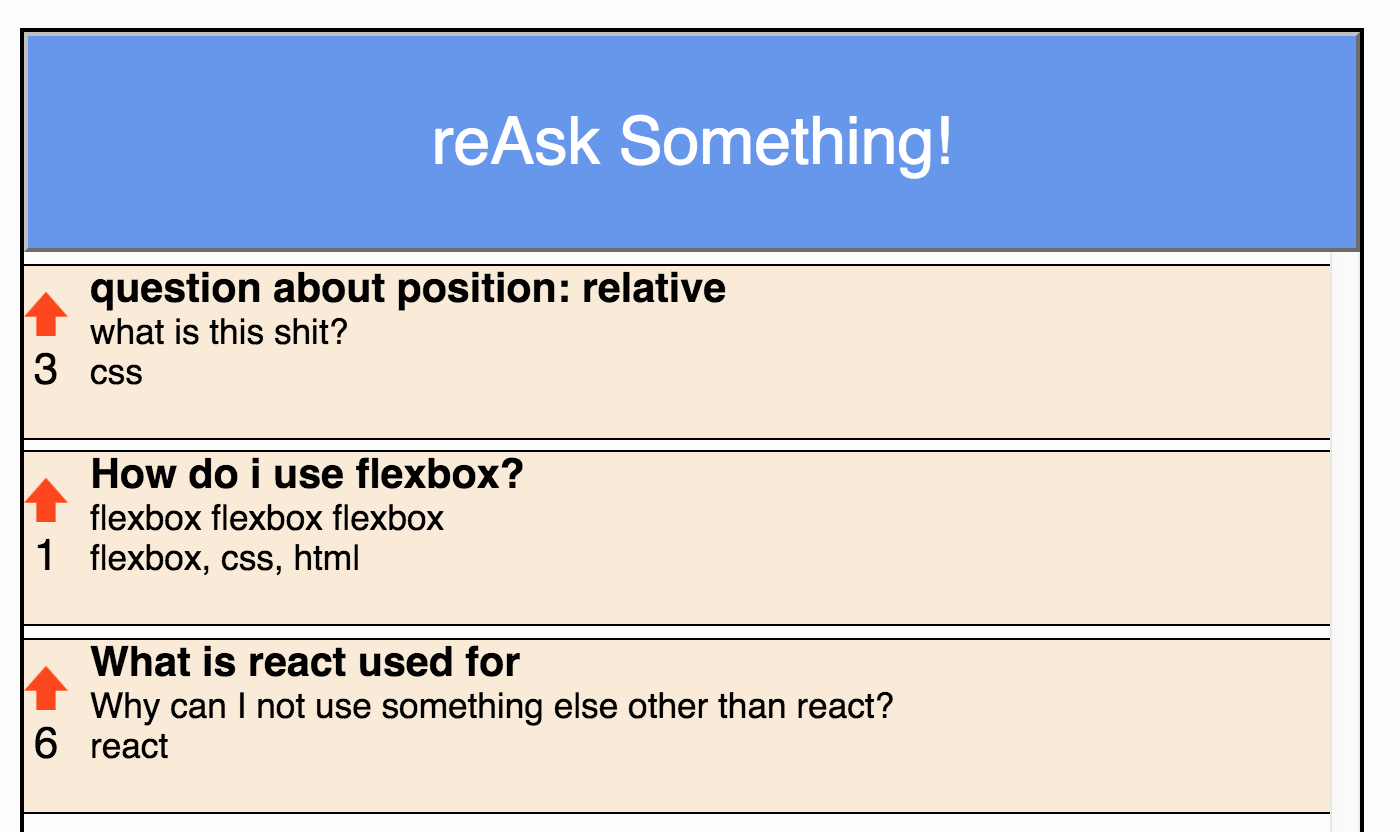 reAsk Something!
question about position: relative
what is this shit?
3
css
How do i use flexbox?
flexbox flexbox flexbox
1
flexbox, css, html
What is react used for
Why can I not use something else other than react?
6
react